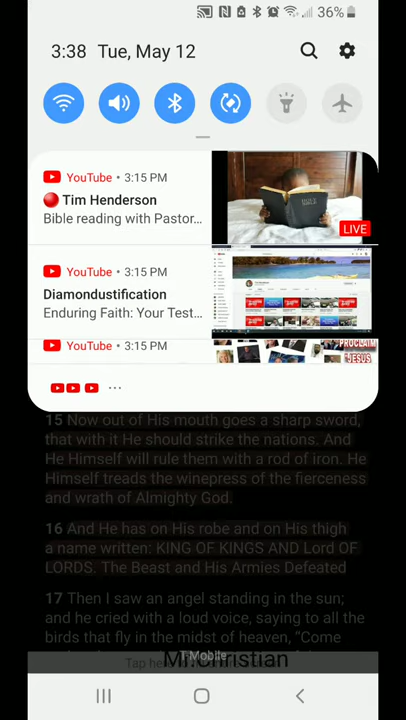 36%
3:38 Tue, May 12
YouTube • 3:15 PM
Tim Henderson
Bible reading with Pastor...
LIVE
YouTube • 3:15 PM
Diamondustification
Enduring Faith: Your Test...
YouTube • 3:15 PM
PROCLAIM
JESUS
15 Now out of His mouth goes a sharp sword,
that with it He should strike the nations. And
He Himself will rule them with a rod of iron. He
Himself treads the winepress of the fierceness
and wrath of Almighty God.
16 And He has on His robe and on His thigh
a name written: KING OF KINGS AND Lord OF
LORDS. The Beast and His Armies Defeated
17 Then I saw an angel standing in the sun;
and he cried with a loud voice, saying to all the
birds that fly in the midst of heaven, “Come
T-Mobile
Tap here
Mr.Christian